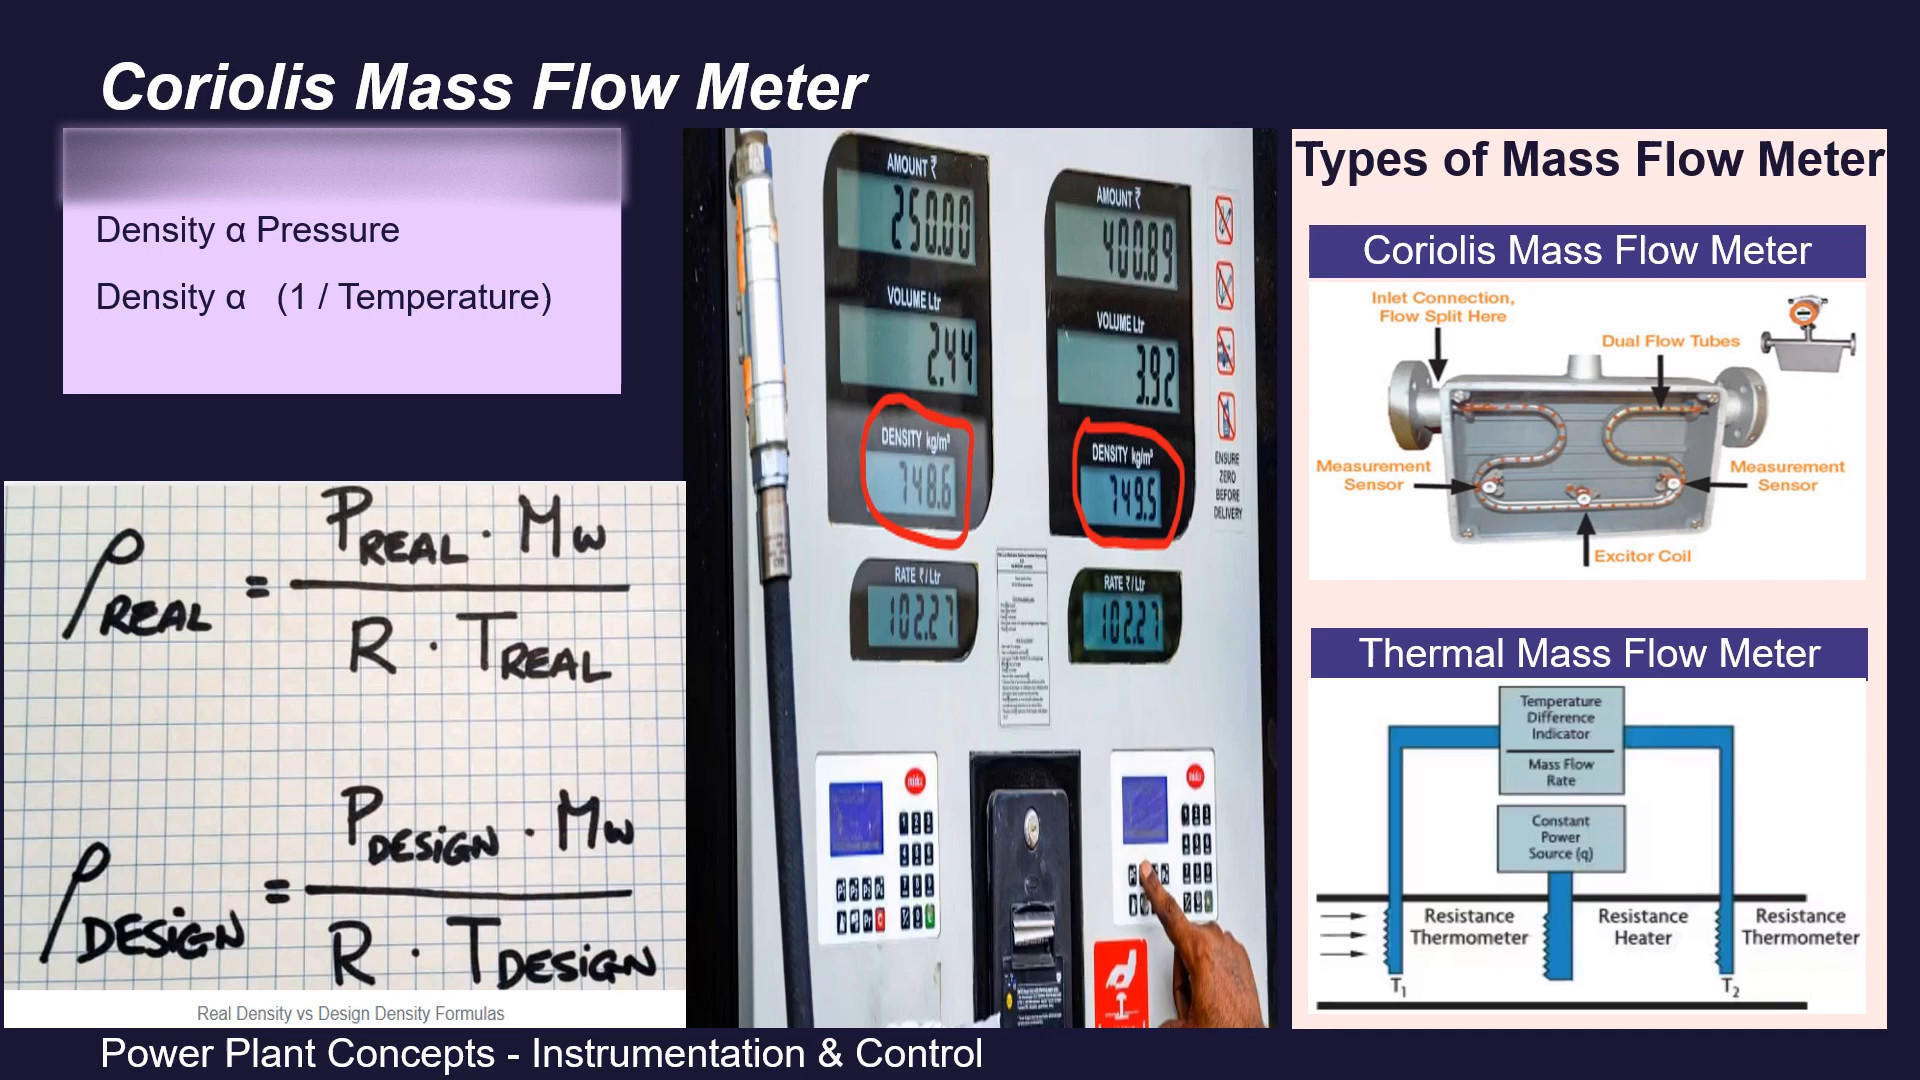 Coriolis Mass Flow Meter
Density α Pressure
Density α (1 / Temperature)
ρREAL = PREAL · Mw
R · TREAL
ρDESiGN = PDESiGN · Mw
R · TDESiGN
Real Density vs Design Density Formulas
AMOUNT ₹
250.00
VOLUME Ltr
2.44
DENSITY kg/m³
748.6
RATE ₹/Ltr
102.27
AMOUNT ₹
400.89
VOLUME Ltr
3.92
DENSITY kg/m³
749.5
RATE ₹/Ltr
102.27
ENSURE
ZERO
BEFORE
DELIVERY
Types of Mass Flow Meter
Coriolis Mass Flow Meter
Inlet Connection,
Flow Split Here
Dual Flow Tubes
Measurement
Sensor
Measurement
Sensor
Excitor Coil
Thermal Mass Flow Meter
Temperature
Difference
Indicator
Mass Flow
Rate
Constant
Power
Source (q)
Resistance
Thermometer
Resistance
Heater
Resistance
Thermometer
T1
T2
Power Plant Concepts - Instrumentation & Control